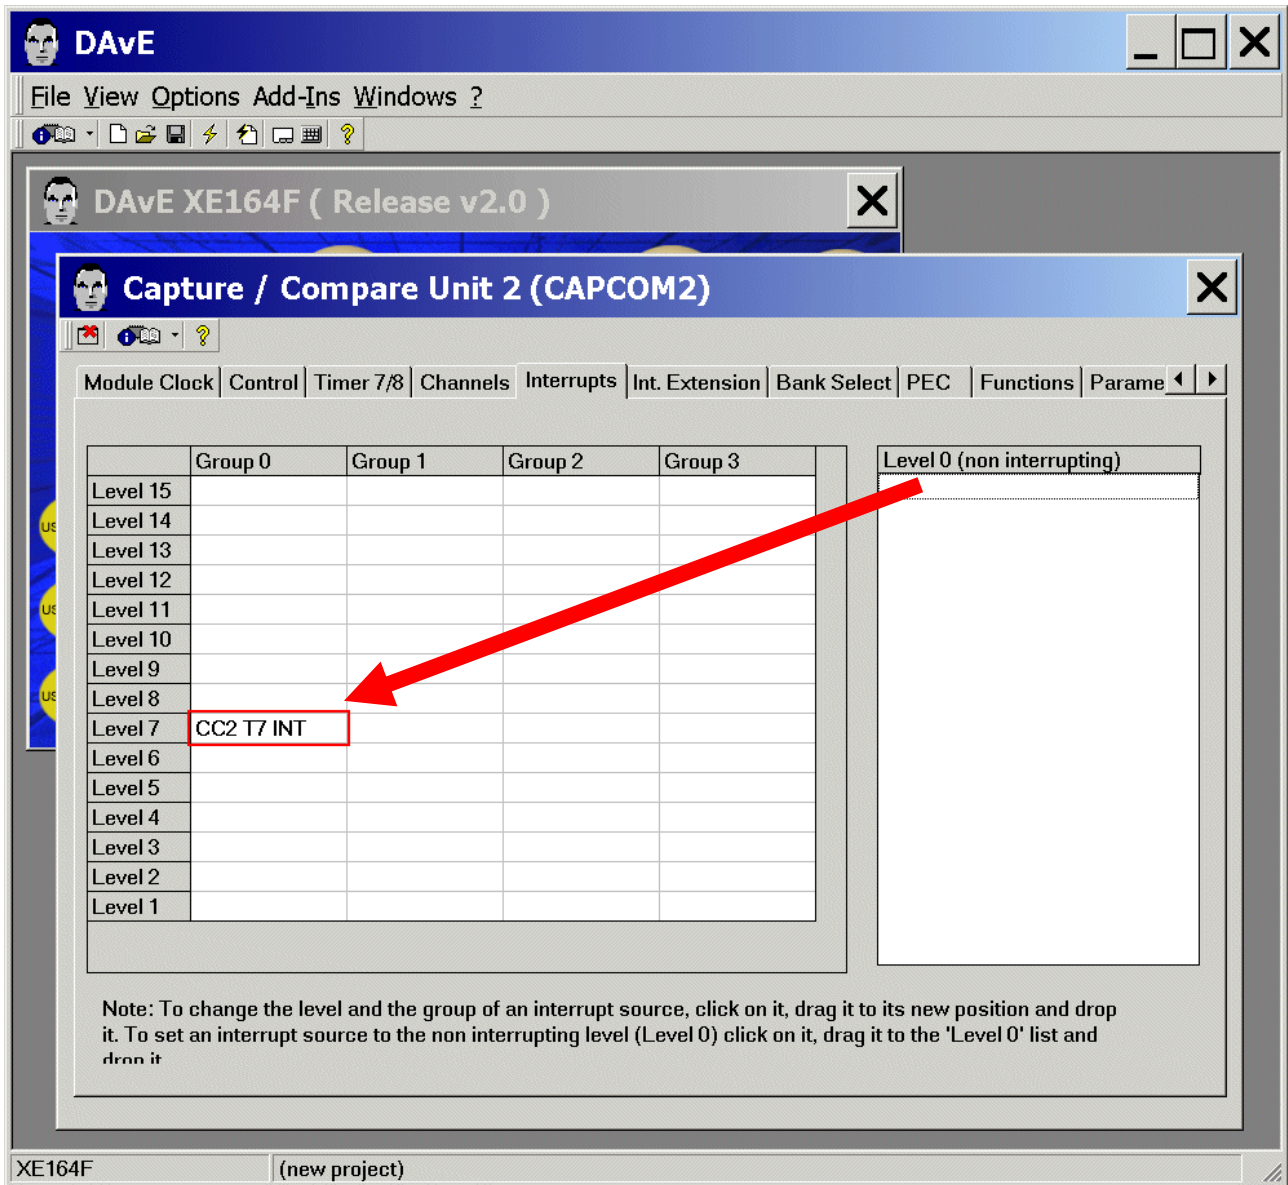 DAvE
File View Options Add-Ins Windows ?
DAvE XE164F ( Release v2.0 )
Capture / Compare Unit 2 (CAPCOM2)
Module Clock Control Timer 7/8 Channels Interrupts Int. Extension Bank Select PEC Functions Parame
Group 0 Group 1 Group 2 Group 3 Level 0 (non interrupting)
Level 15
Level 14
US
Level 13
Level 12
Level 11
US
Level 10
Level 9
Level 8
US
Level 7 CC2 T7 INT
Level 6
Level 5
Level 4
Level 3
Level 2
Level 1
Note: To change the level and the group of an interrupt source, click on it, drag it to its new position and drop
it. To set an interrupt source to the non interrupting level (Level 0) click on it, drag it to the 'Level 0' list and
drop it
XE164F (new project)